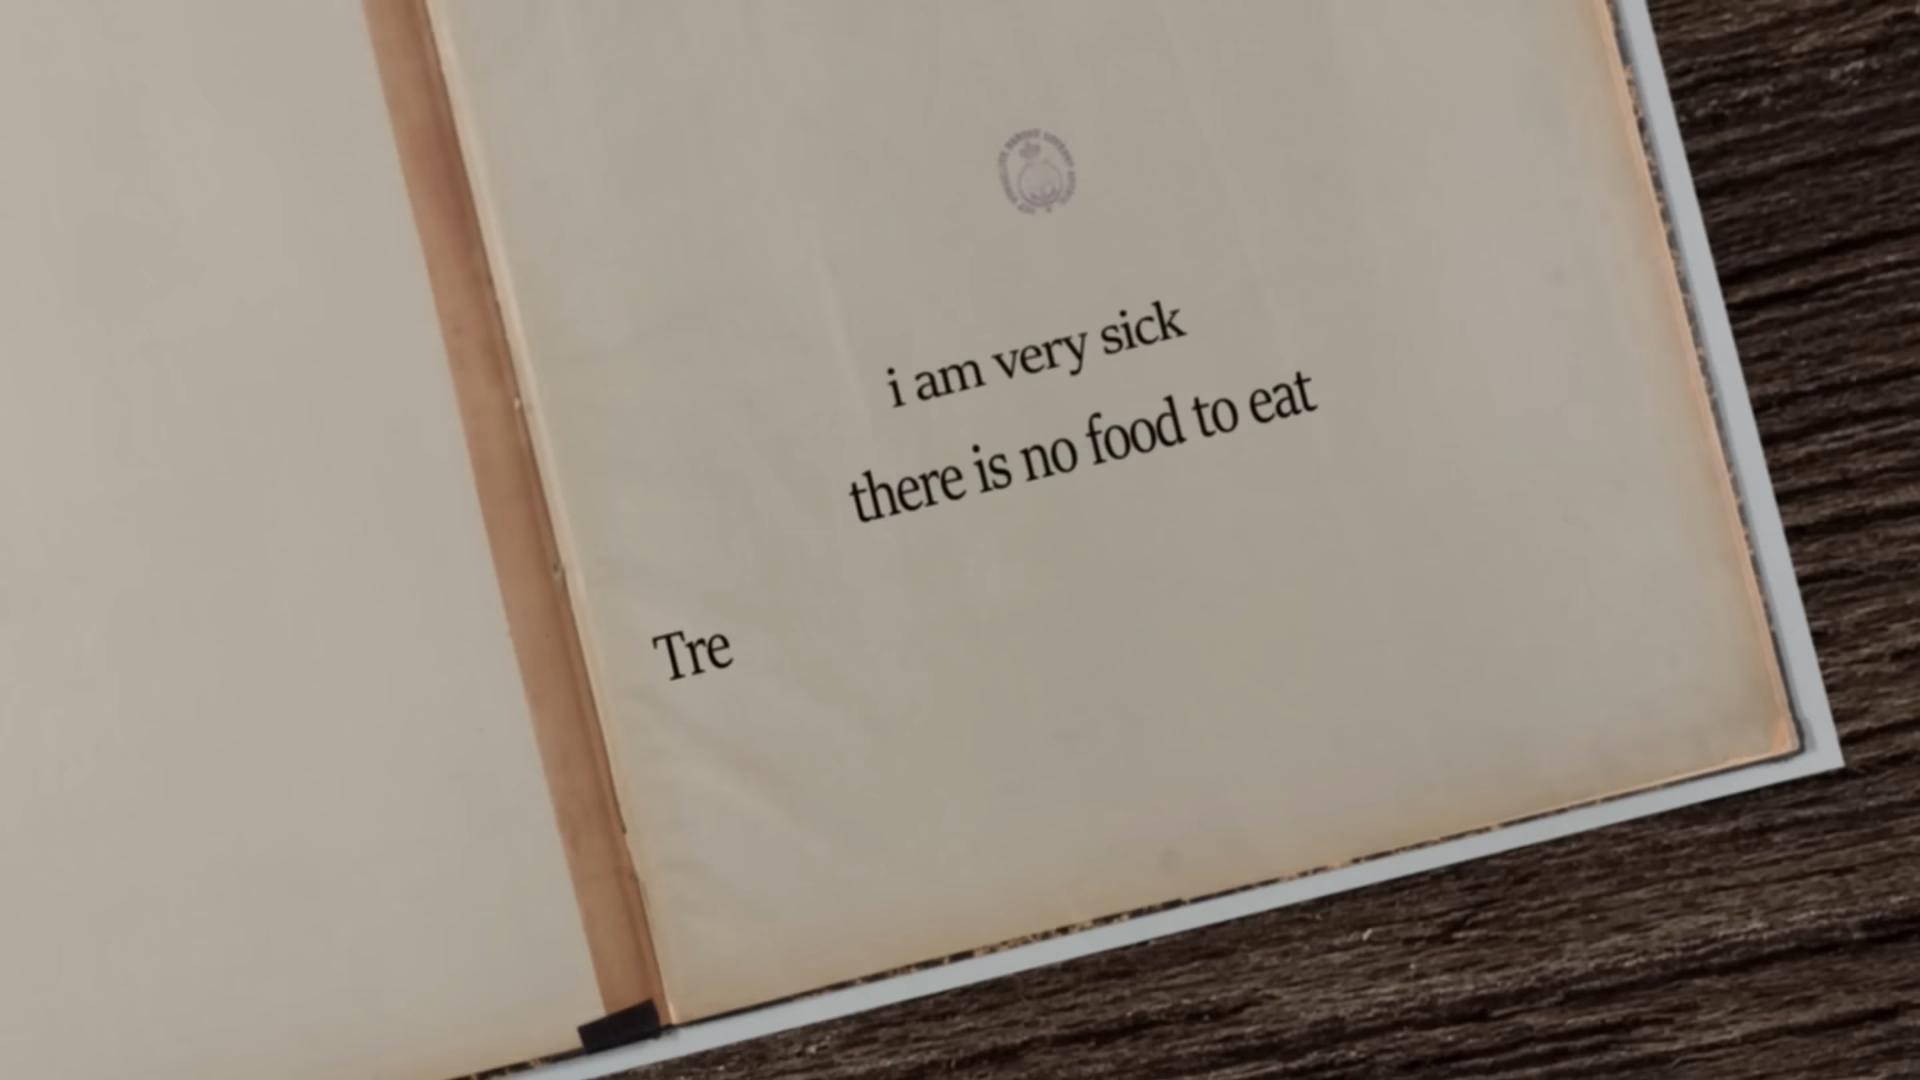 i am very sick
there is no food to eat
Tre